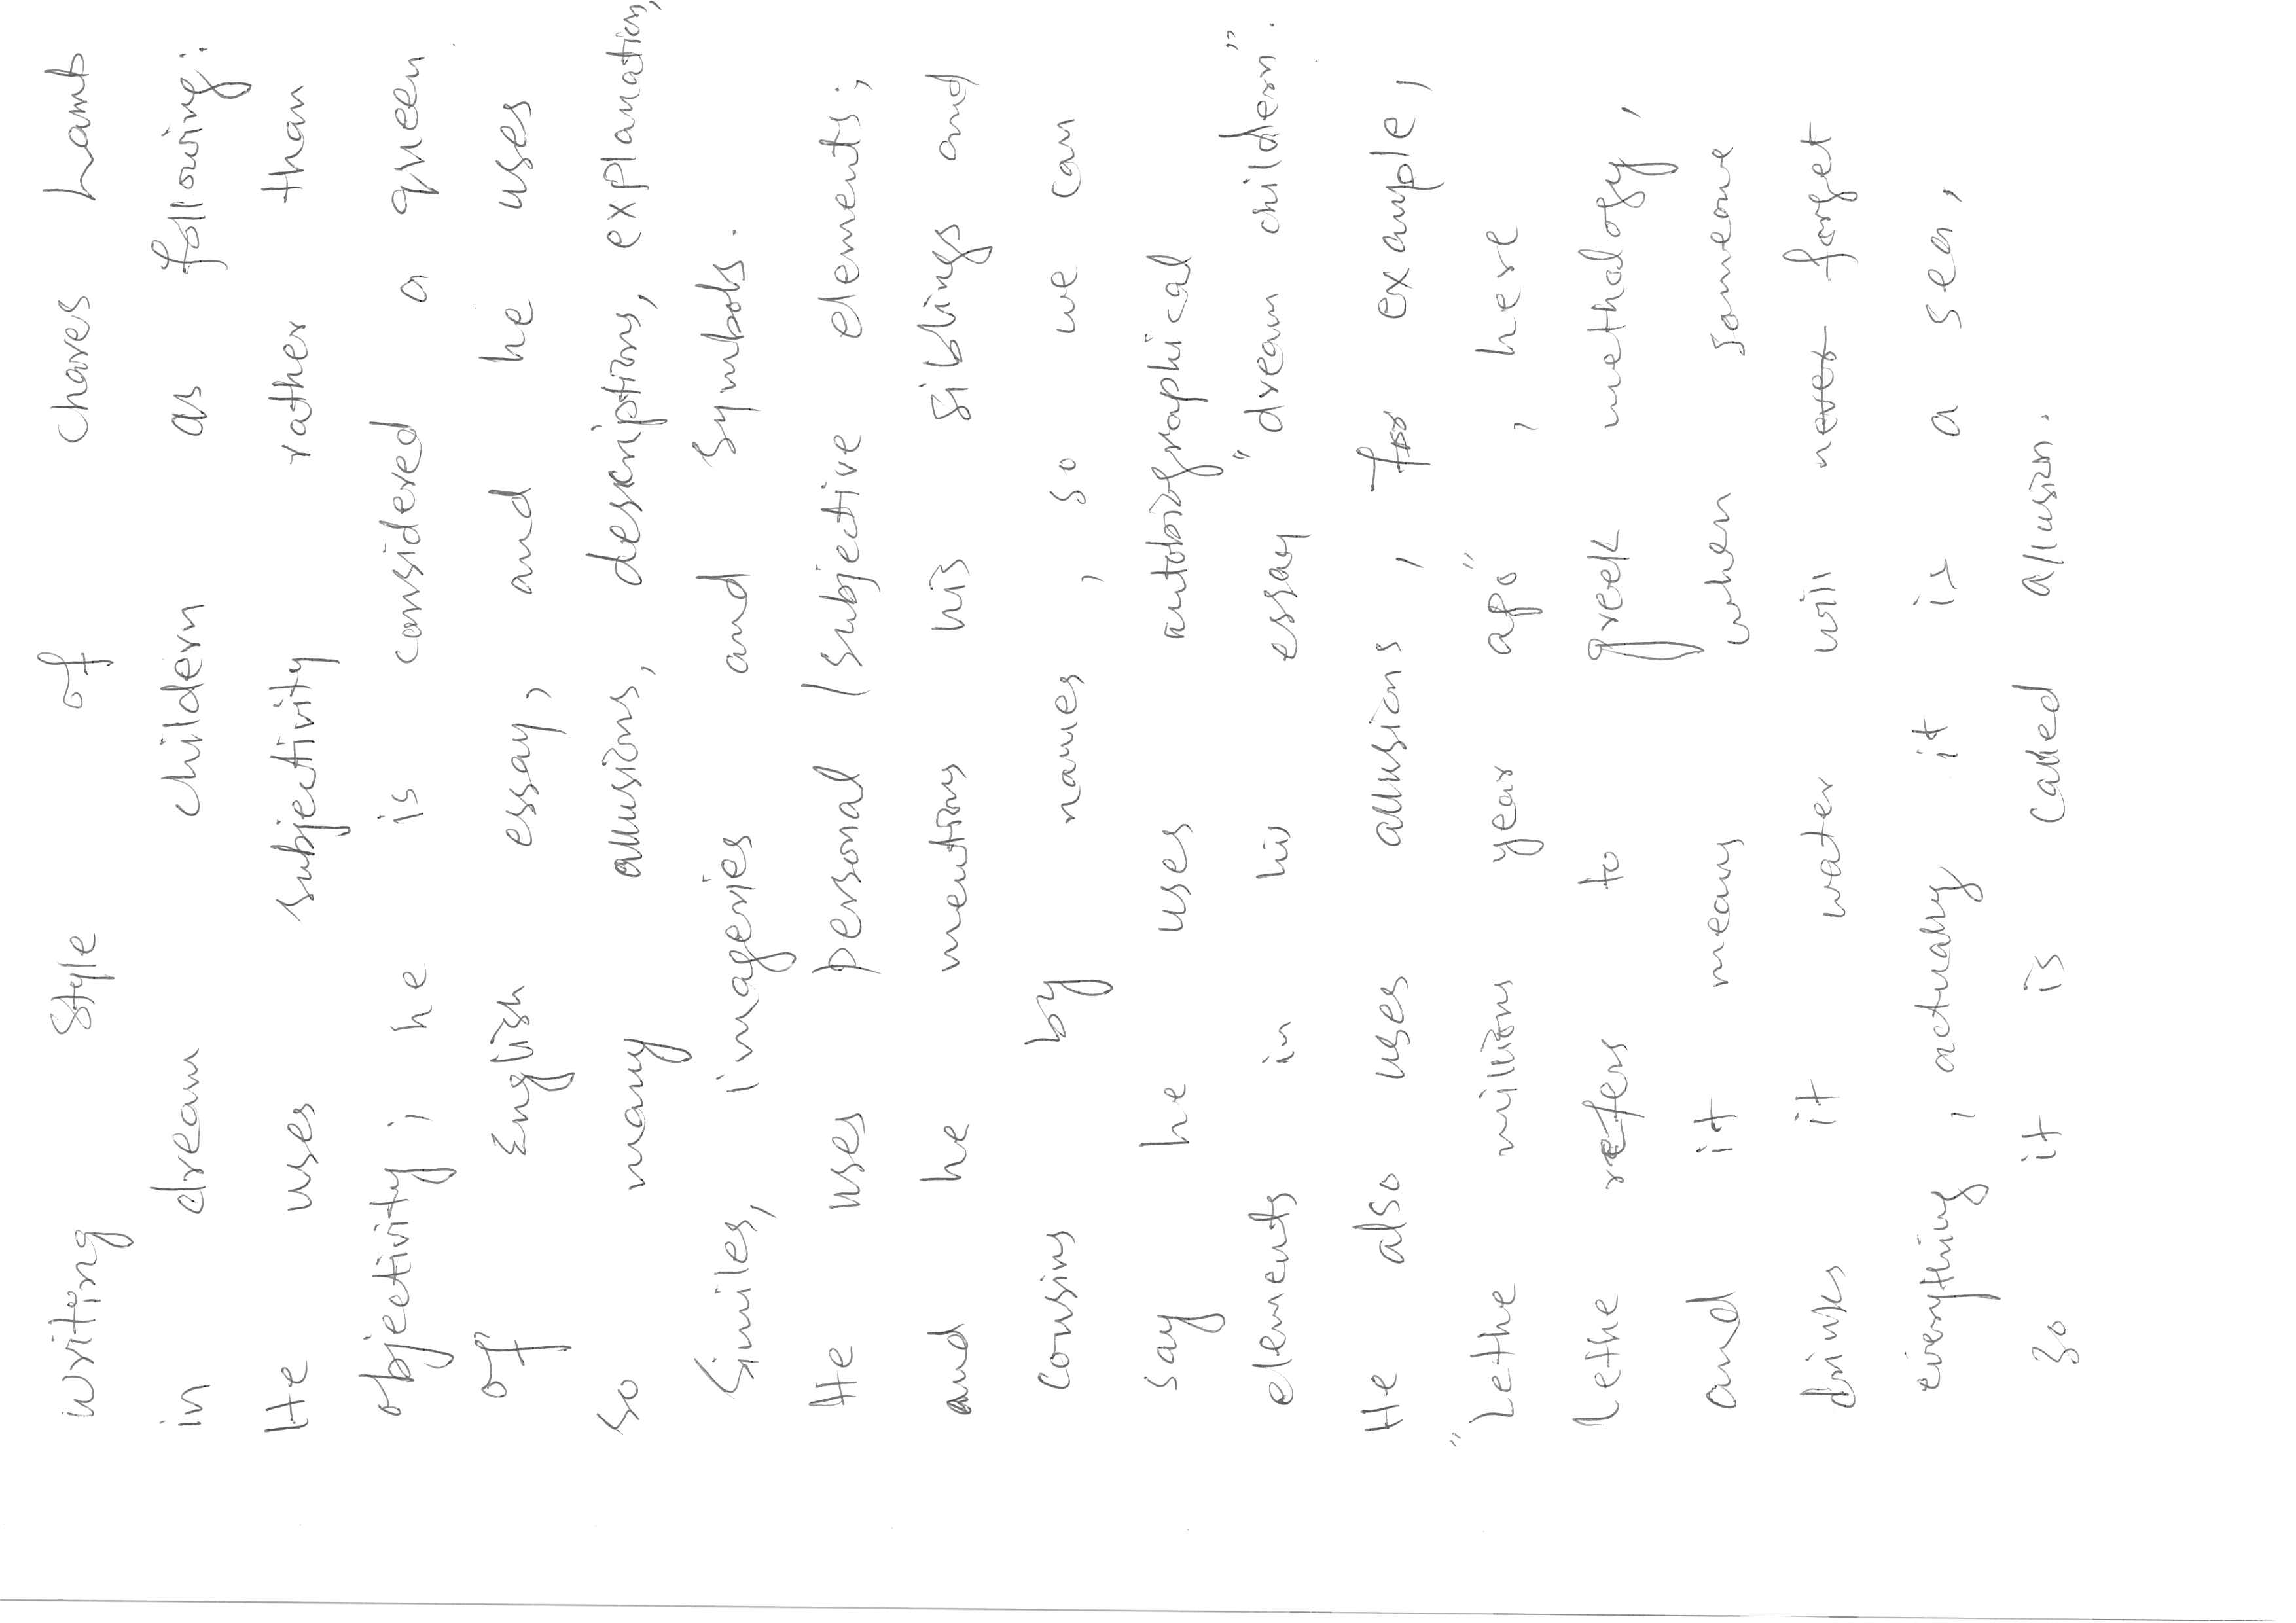 writing style of Chares Lamb
in dream childern as following:
He uses subjectivity rather than
objectivity; he is considered a queen
of English essay, and he uses
so many allusions, descriptions, explanation,
Similes, imageries and Symbols.
He uses personal / subjective elements;
and he mentions his siblings and
cousins by names, so we can
say he uses autobiographical
elements in his essay "dream childern".
He also uses allusions, for example,
"Lethe millions year ago", here
lethe refers to greek methalogy,
and it means when someone
drinks it water will never forget
everything, actually it is a sea,
so it is called allusion.